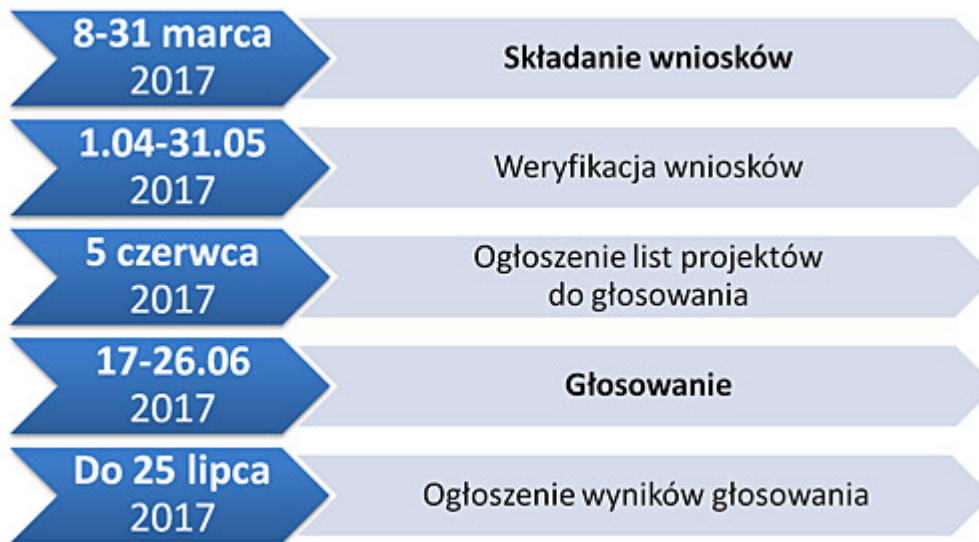 8-31 marca
2017
Składanie wniosków
1.04-31.05
2017
Weryfikacja wniosków
5 czerwca
2017
Ogłoszenie list projektów
do głosowania
17-26.06
2017
Głosowanie
Do 25 lipca
2017
Ogłoszenie wyników głosowania